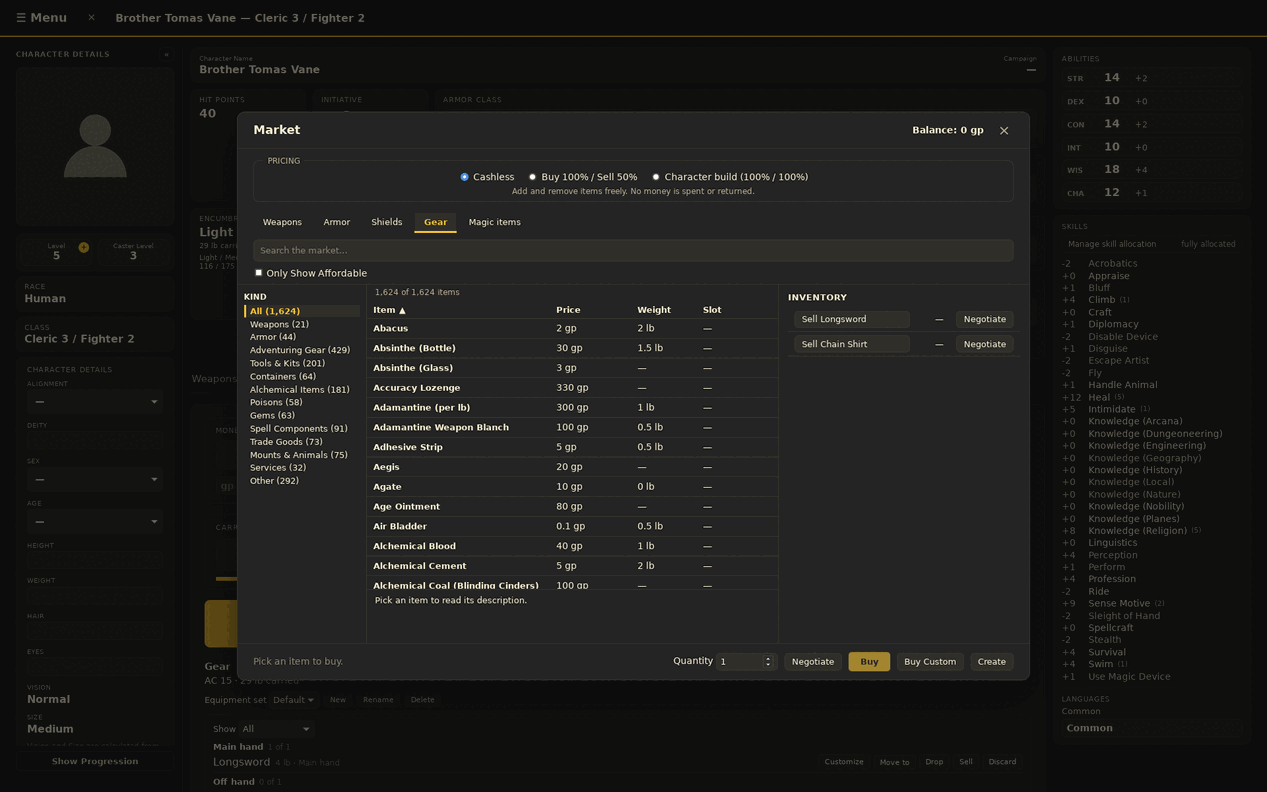 ☰ Menu × Brother Tomas Vane — Cleric 3 / Fighter 2
CHARACTER DETAILS «
Level
5
Caster Level
3
RACE
Human
CLASS
Cleric 3 / Fighter 2
CHARACTER DETAILS
ALIGNMENT
—
DEITY
SEX
—
AGE
—
HEIGHT
WEIGHT
HAIR
EYES
VISION
Normal
SIZE
Medium
Show Progression
Character Name
Brother Tomas Vane
Campaign
—
HIT POINTS
40
INITIATIVE
ARMOR CLASS
ENCUMB
Light
29 lb carri
Light / Me
116 / 175
Weapons
MONE
gp
CARR
Market
Balance: 0 gp ×
PRICING
Cashless Buy 100% / Sell 50% Character build (100% / 100%)
Add and remove items freely. No money is spent or returned.
Weapons Armor Shields Gear Magic items
Search the market...
Only Show Affordable
KIND
All (1,624)
Weapons (21)
Armor (44)
Adventuring Gear (429)
Tools & Kits (201)
Containers (64)
Alchemical Items (181)
Poisons (58)
Gems (63)
Spell Components (91)
Trade Goods (73)
Mounts & Animals (75)
Services (32)
Other (292)
1,624 of 1,624 items
Item ▲ Price Weight Slot
Abacus 2 gp 2 lb —
Absinthe (Bottle) 30 gp 1.5 lb —
Absinthe (Glass) 3 gp — —
Accuracy Lozenge 330 gp — —
Adamantine (per lb) 300 gp 1 lb —
Adamantine Weapon Blanch 100 gp 0.5 lb —
Adhesive Strip 5 gp 0.5 lb —
Aegis 20 gp — —
Agate 10 gp 0 lb —
Age Ointment 80 gp — —
Air Bladder 0.1 gp 0.5 lb —
Alchemical Blood 40 gp 1 lb —
Alchemical Cement 5 gp 2 lb —
Alchemical Coal (Blinding Cinders) 100 gp — —
Pick an item to read its description.
INVENTORY
Sell Longsword — Negotiate
Sell Chain Shirt — Negotiate
Pick an item to buy.
Quantity 1 Negotiate Buy Buy Custom Create
Gear
AC 15 · 29 lb carried
Equipment set Default New Rename Delete
Show All
Main hand 1 of 1
Longsword 4 lb · Main hand Customize Move to Drop Sell Discard
Off hand 0 of 1
ABILITIES
STR 14 +2
DEX 10 +0
CON 14 +2
INT 10 +0
WIS 18 +4
CHA 12 +1
SKILLS
Manage skill allocation fully allocated
-2 Acrobatics
+0 Appraise
+1 Bluff
+4 Climb (1)
+0 Craft
+1 Diplomacy
-2 Disable Device
+1 Disguise
-2 Escape Artist
-2 Fly
+1 Handle Animal
+12 Heal (5)
+5 Intimidate (1)
+0 Knowledge (Arcana)
+0 Knowledge (Dungeoneering)
+0 Knowledge (Engineering)
+0 Knowledge (Geography)
+0 Knowledge (History)
+0 Knowledge (Local)
+0 Knowledge (Nature)
+0 Knowledge (Nobility)
+0 Knowledge (Planes)
+8 Knowledge (Religion) (5)
+0 Linguistics
+4 Perception
+1 Perform
+4 Profession
-2 Ride
+9 Sense Motive (2)
-2 Sleight of Hand
+0 Spellcraft
-2 Stealth
+4 Survival
+4 Swim (1)
+1 Use Magic Device
LANGUAGES
Common
Common